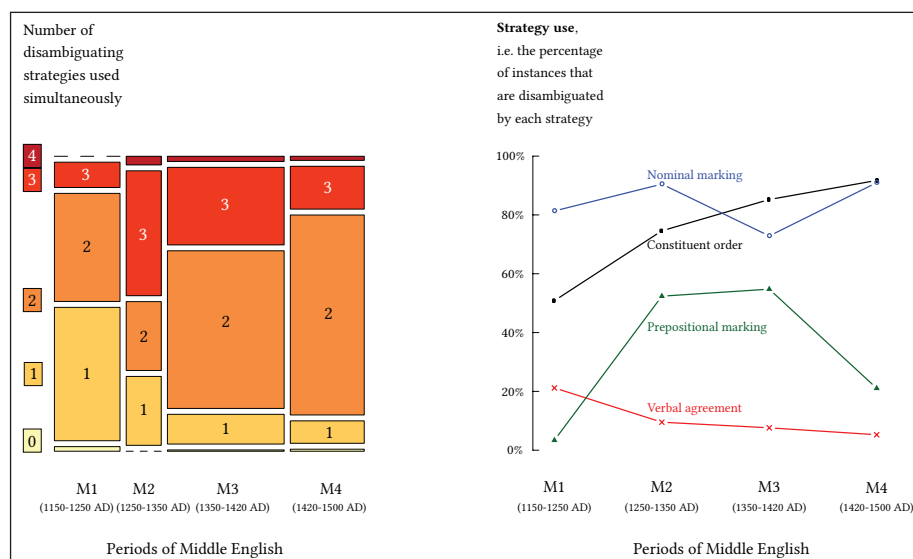 Number of
disambiguating
strategies used
simultaneously
4
3
2
1
0
3
2
1
3
2
1
3
2
1
3
2
1
M1
(1150-1250 AD)
M2
(1250-1350 AD)
M3
(1350-1420 AD)
M4
(1420-1500 AD)
Periods of Middle English
Strategy use,
i.e. the percentage
of instances that
are disambiguated
by each strategy
100%
80%
60%
40%
20%
0%
Nominal marking
Constituent order
Prepositional marking
Verbal agreement
M1
(1150-1250 AD)
M2
(1250-1350 AD)
M3
(1350-1420 AD)
M4
(1420-1500 AD)
Periods of Middle English